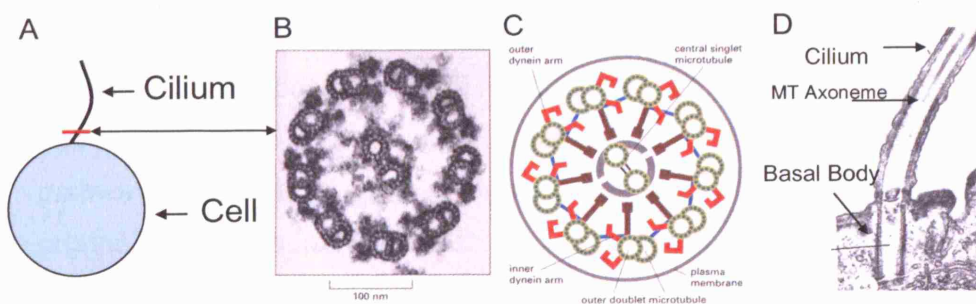 A
Cilium
Cell
B
100 nm
C
outer
dynein arm
central singlet
microtubule
inner
dynein arm
plasma
membrane
outer doublet microtubule
D
Cilium
MT Axoneme
Basal Body